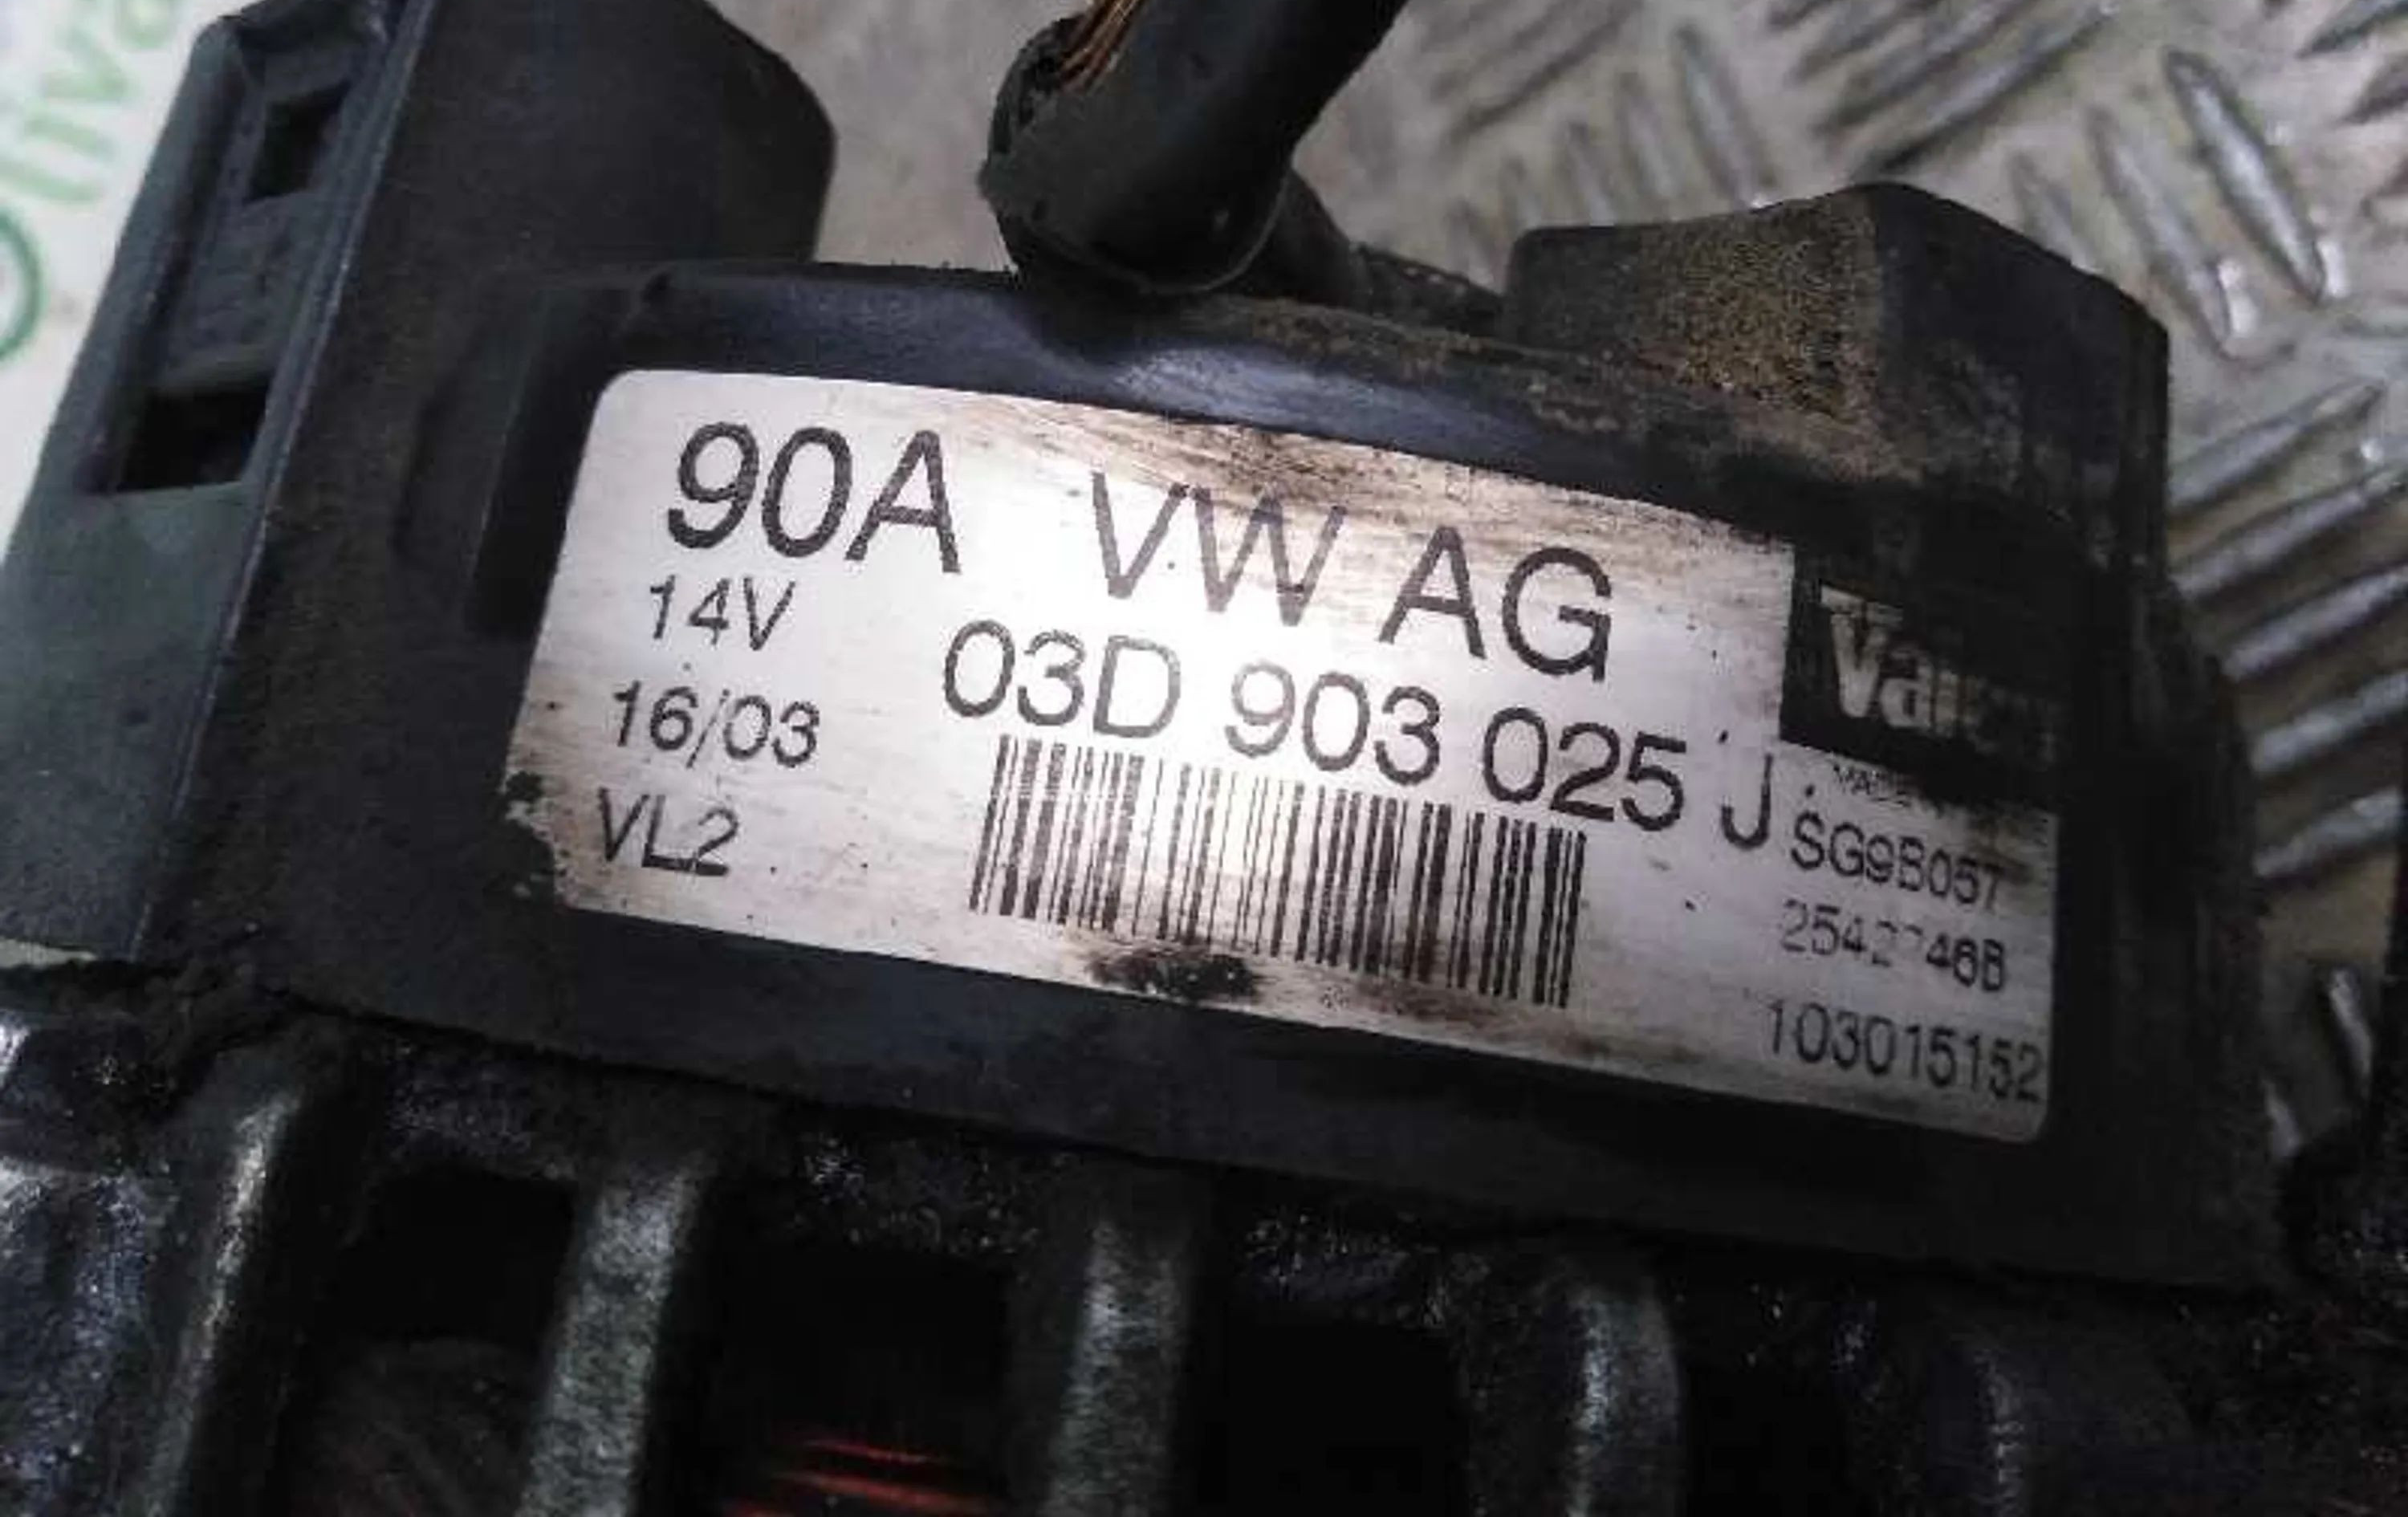 90A VW AG
14V
03D 903 025 J
16/03
VL2
SG9B057
103015152